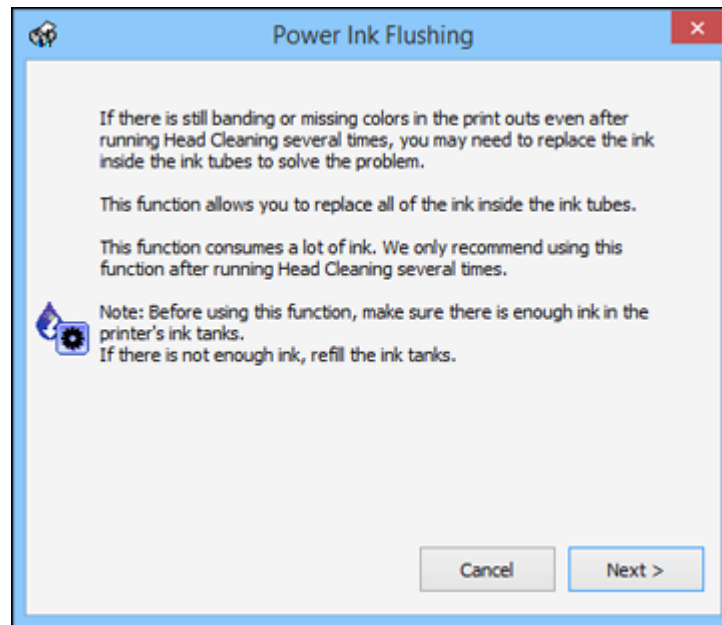 Power Ink Flushing
If there is still banding or missing colors in the print outs even after
running Head Cleaning several times, you may need to replace the ink
inside the ink tubes to solve the problem.
This function allows you to replace all of the ink inside the ink tubes.
This function consumes a lot of ink. We only recommend using this
function after running Head Cleaning several times.
Note: Before using this function, make sure there is enough ink in the
printer's ink tanks.
If there is not enough ink, refill the ink tanks.
Cancel
Next >